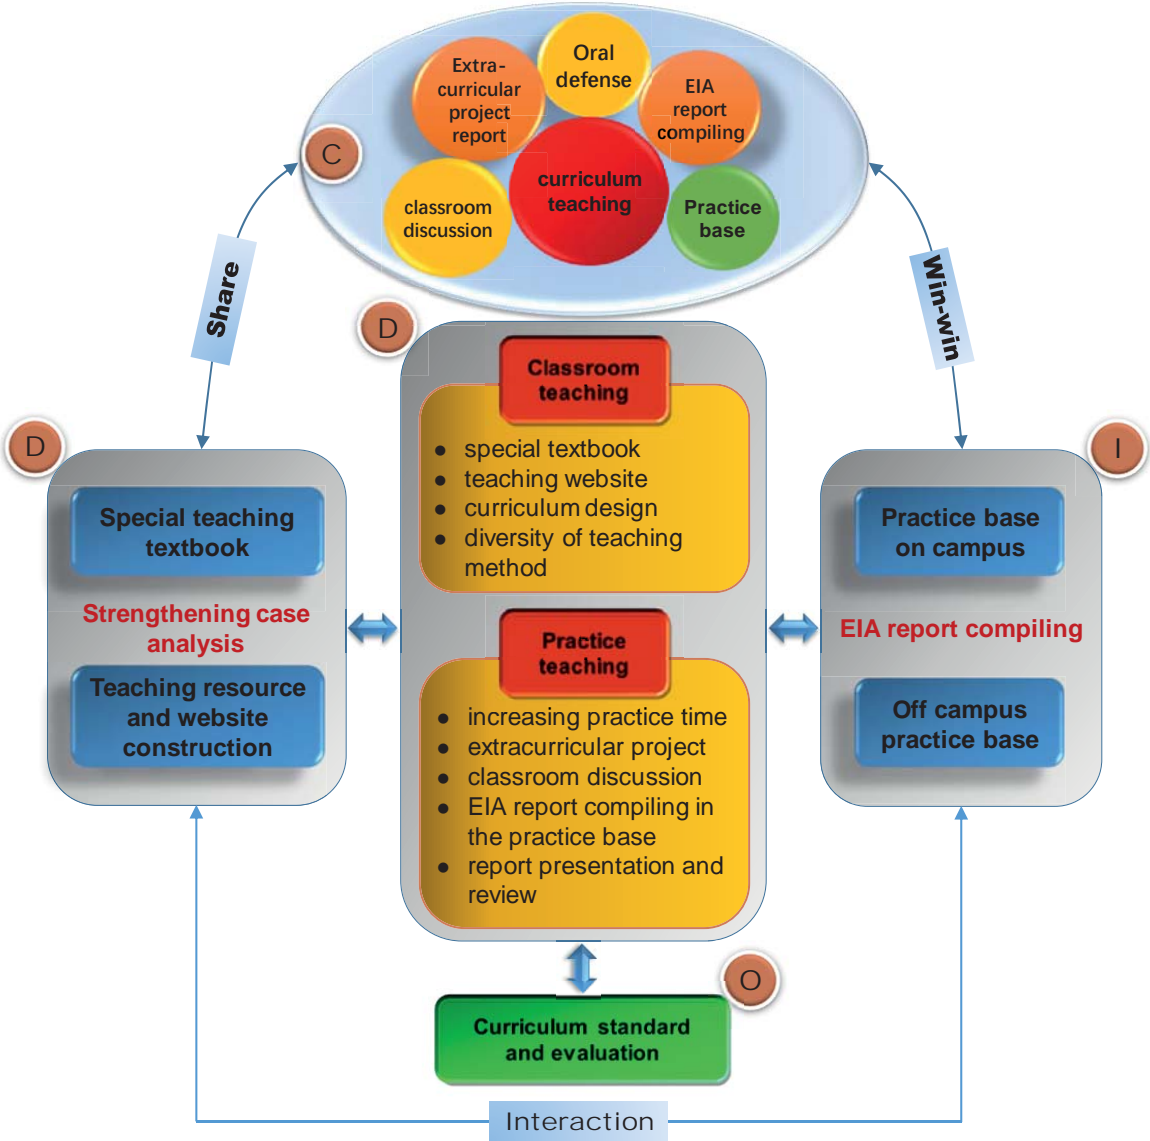 Oral
defense
Extra-
curricular
project
report
EIA
report
compiling
C
curriculum
teaching
classroom
discussion
Practice
base
Share
Win-win
D
Classroom
teaching
● special textbook
● teaching website
● curriculum design
● diversity of teaching
method
Practice
teaching
● increasing practice time
● extracurricular project
● classroom discussion
● EIA report compiling in
the practice base
● report presentation and
review
D
Special teaching
textbook
Strengthening case
analysis
Teaching resource
and website
construction
I
Practice base
on campus
EIA report compiling
Off campus
practice base
O
Curriculum standard
and evaluation
Interaction